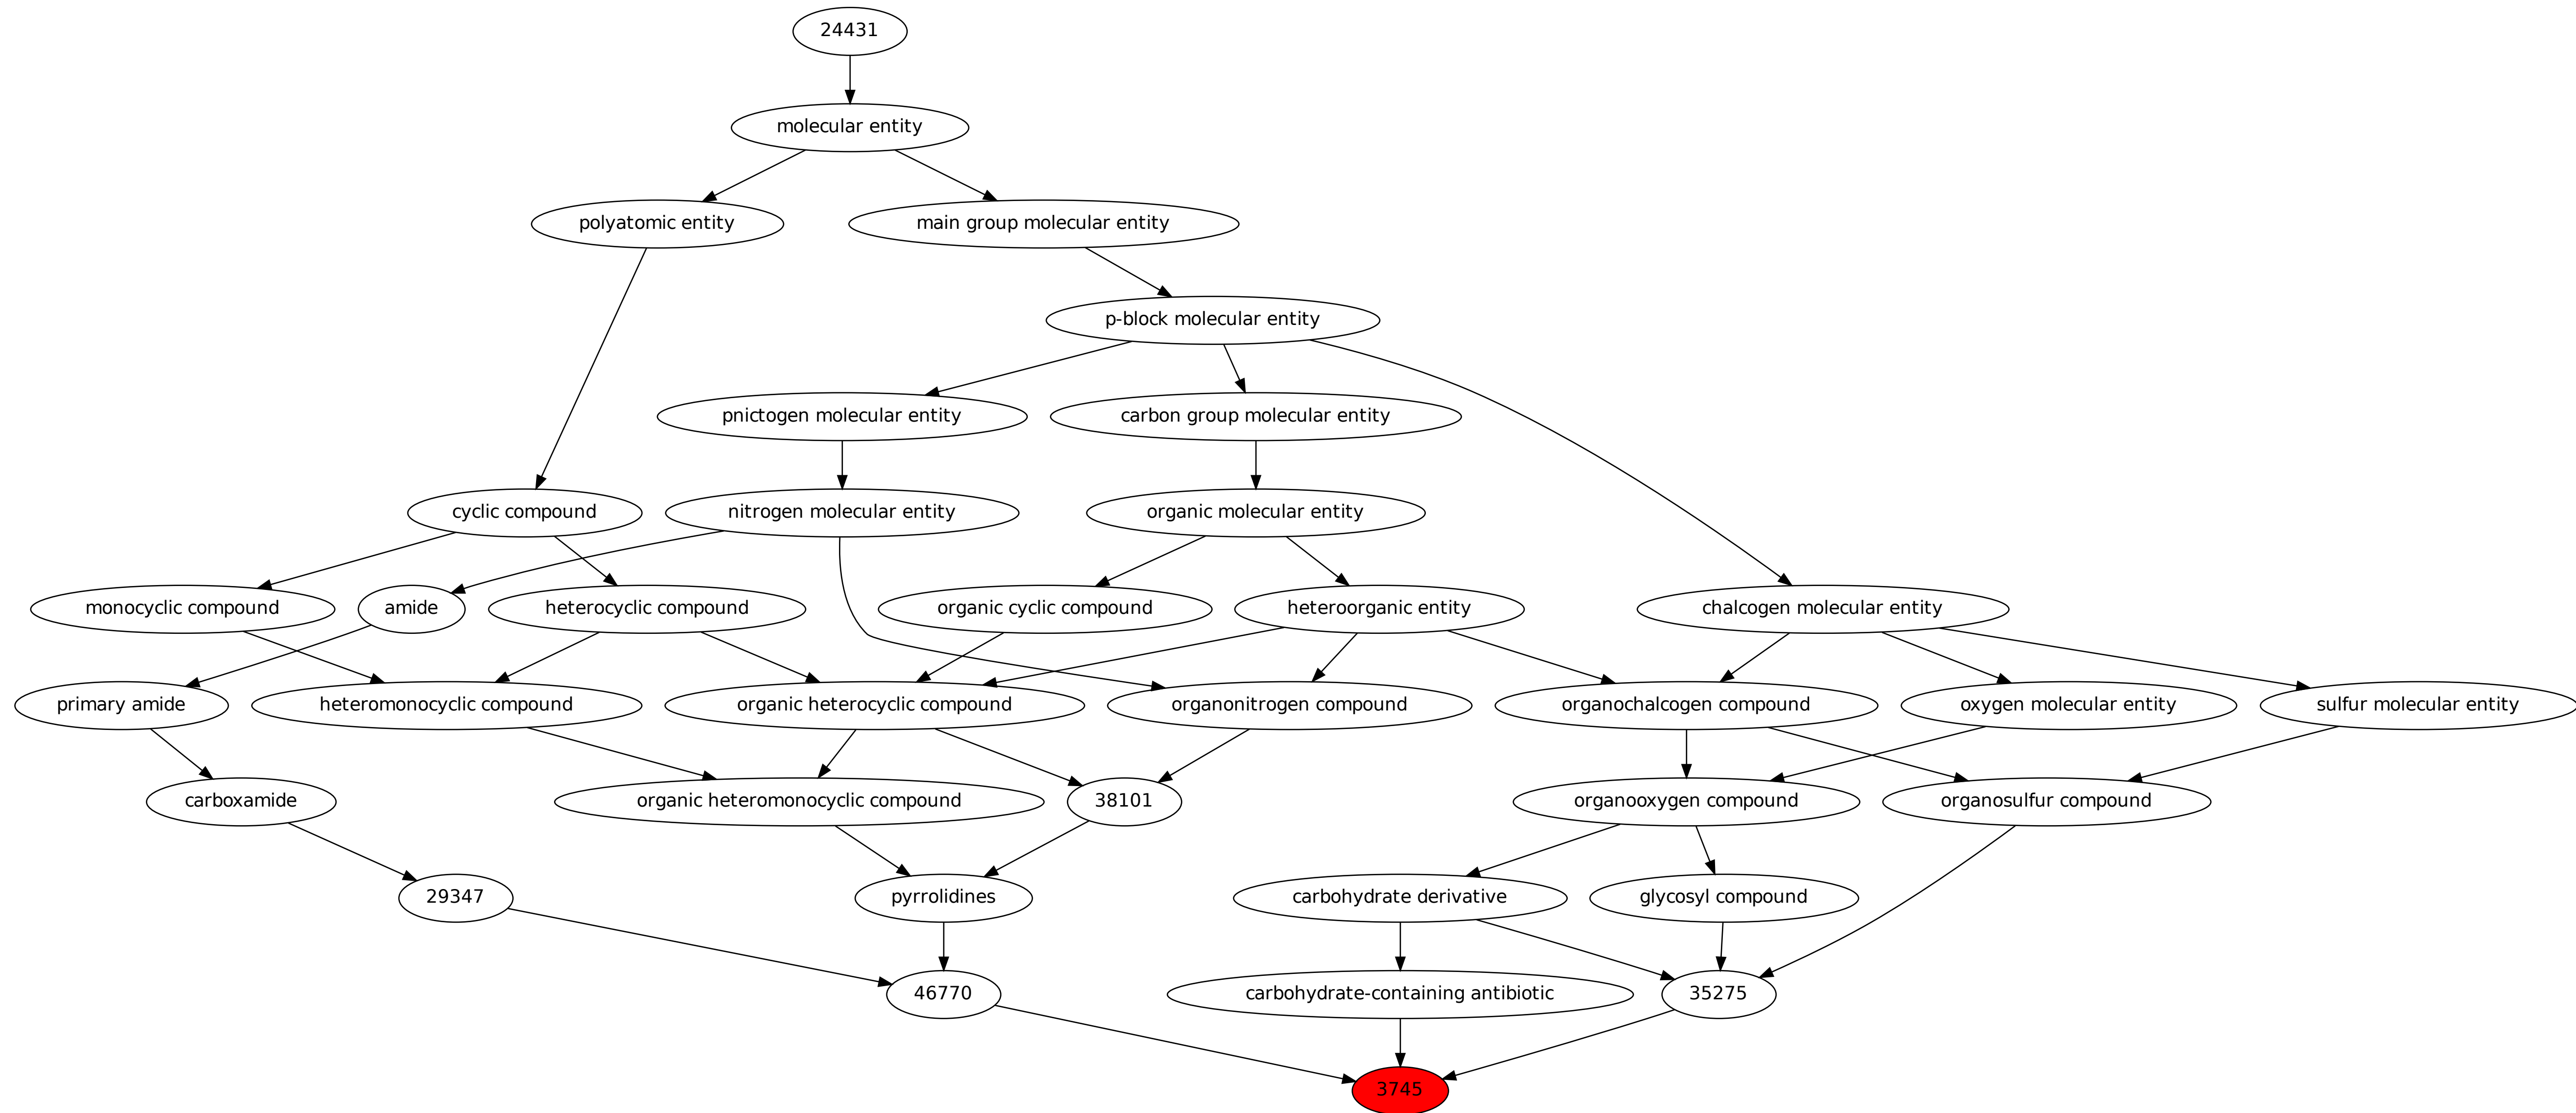 24431
molecular entity
polyatomic entity
main group molecular entity
p-block molecular entity
pnictogen molecular entity
carbon group molecular entity
cyclic compound
nitrogen molecular entity
organic molecular entity
monocyclic compound
amide
heterocyclic compound
organic cyclic compound
heteroorganic entity
chalcogen molecular entity
primary amide
heteromonocyclic compound
organic heterocyclic compound
organonitrogen compound
organochalcogen compound
oxygen molecular entity
sulfur molecular entity
carboxamide
organic heteromonocyclic compound
38101
organooxygen compound
organosulfur compound
29347
pyrrolidines
carbohydrate derivative
glycosyl compound
46770
carbohydrate-containing antibiotic
35275
3745